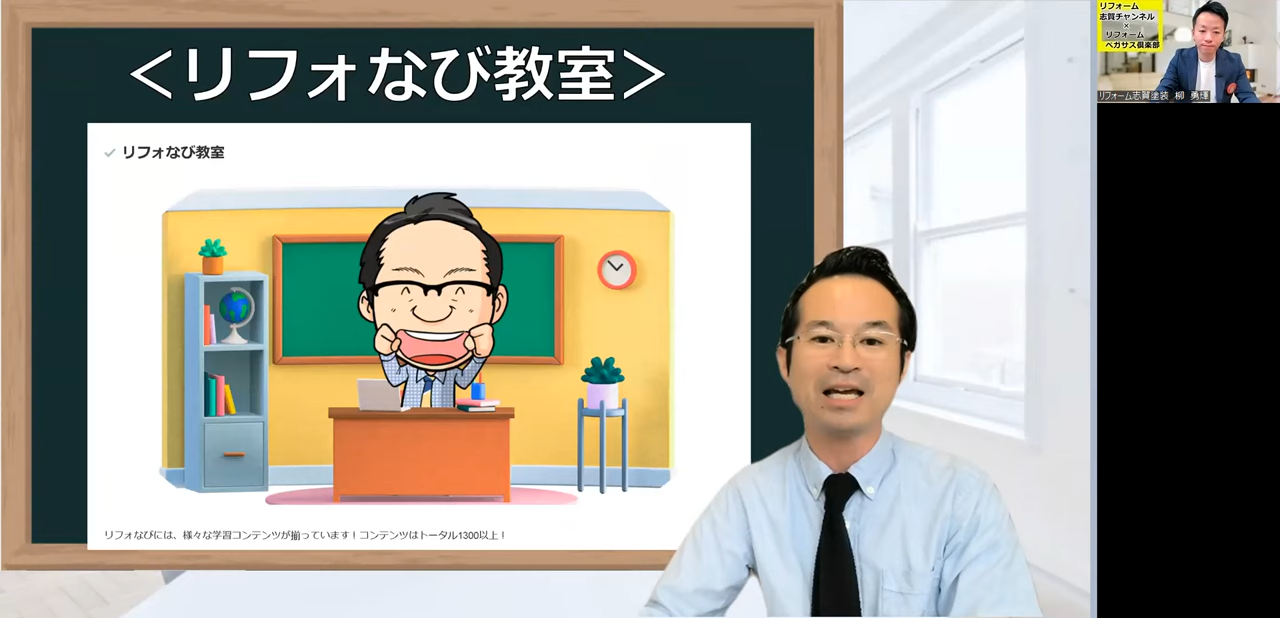 ＜リフォなび教室＞
リフォなび教室
リフォなびには、様々な学習コンテンツが揃っています！コンテンツはトータル1300以上！
リフォーム
志賀チャンネル
×
リフォーム
ペガサス倶楽部
リフォーム志賀塗装 柳 勇輝